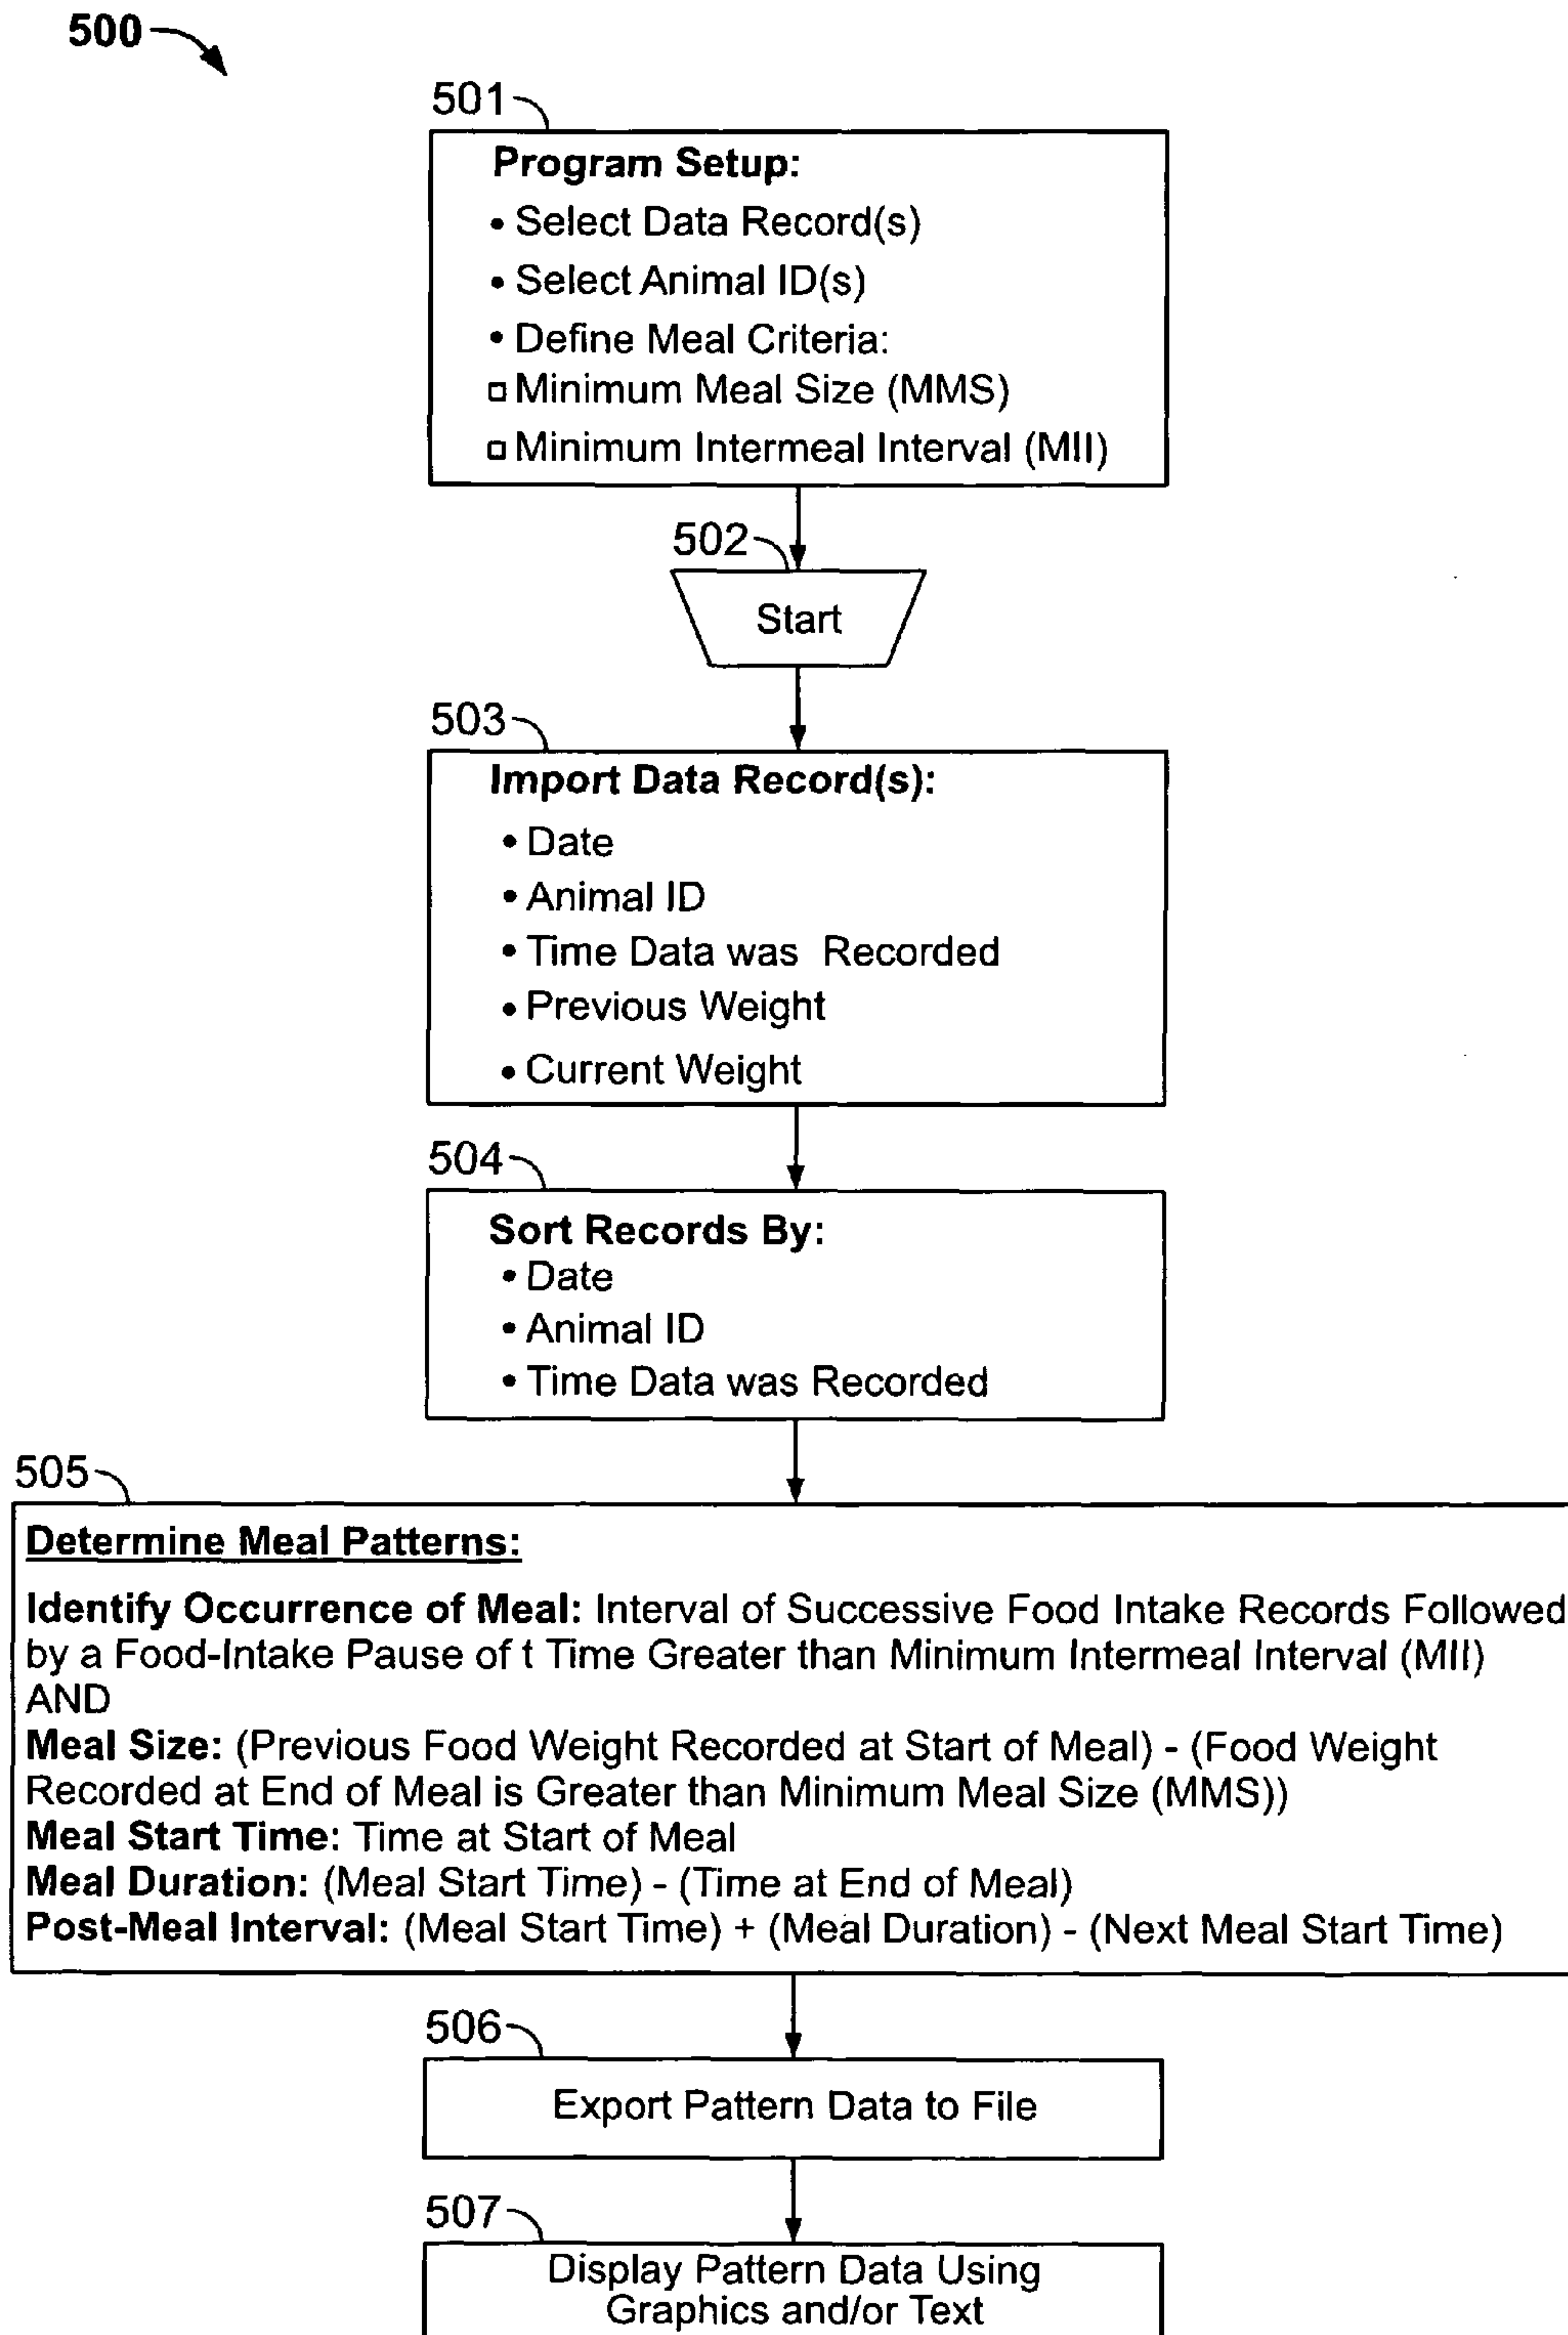 500
501
Program Setup:
• Select Data Record(s)
• Select Animal ID(s)
• Define Meal Criteria:
▫ Minimum Meal Size (MMS)
▫ Minimum Intermeal Interval (MII)
502
Start
503
Import Data Record(s):
• Date
• Animal ID
• Time Data was Recorded
• Previous Weight
• Current Weight
504
Sort Records By:
• Date
• Animal ID
• Time Data was Recorded
505
Determine Meal Patterns:
Identify Occurrence of Meal: Interval of Successive Food Intake Records Followed
by a Food-Intake Pause of t Time Greater than Minimum Intermeal Interval (MII)
AND
Meal Size: (Previous Food Weight Recorded at Start of Meal) - (Food Weight
Recorded at End of Meal is Greater than Minimum Meal Size (MMS))
Meal Start Time: Time at Start of Meal
Meal Duration: (Meal Start Time) - (Time at End of Meal)
Post-Meal Interval: (Meal Start Time) + (Meal Duration) - (Next Meal Start Time)
506
Export Pattern Data to File
507
Display Pattern Data Using
Graphics and/or Text